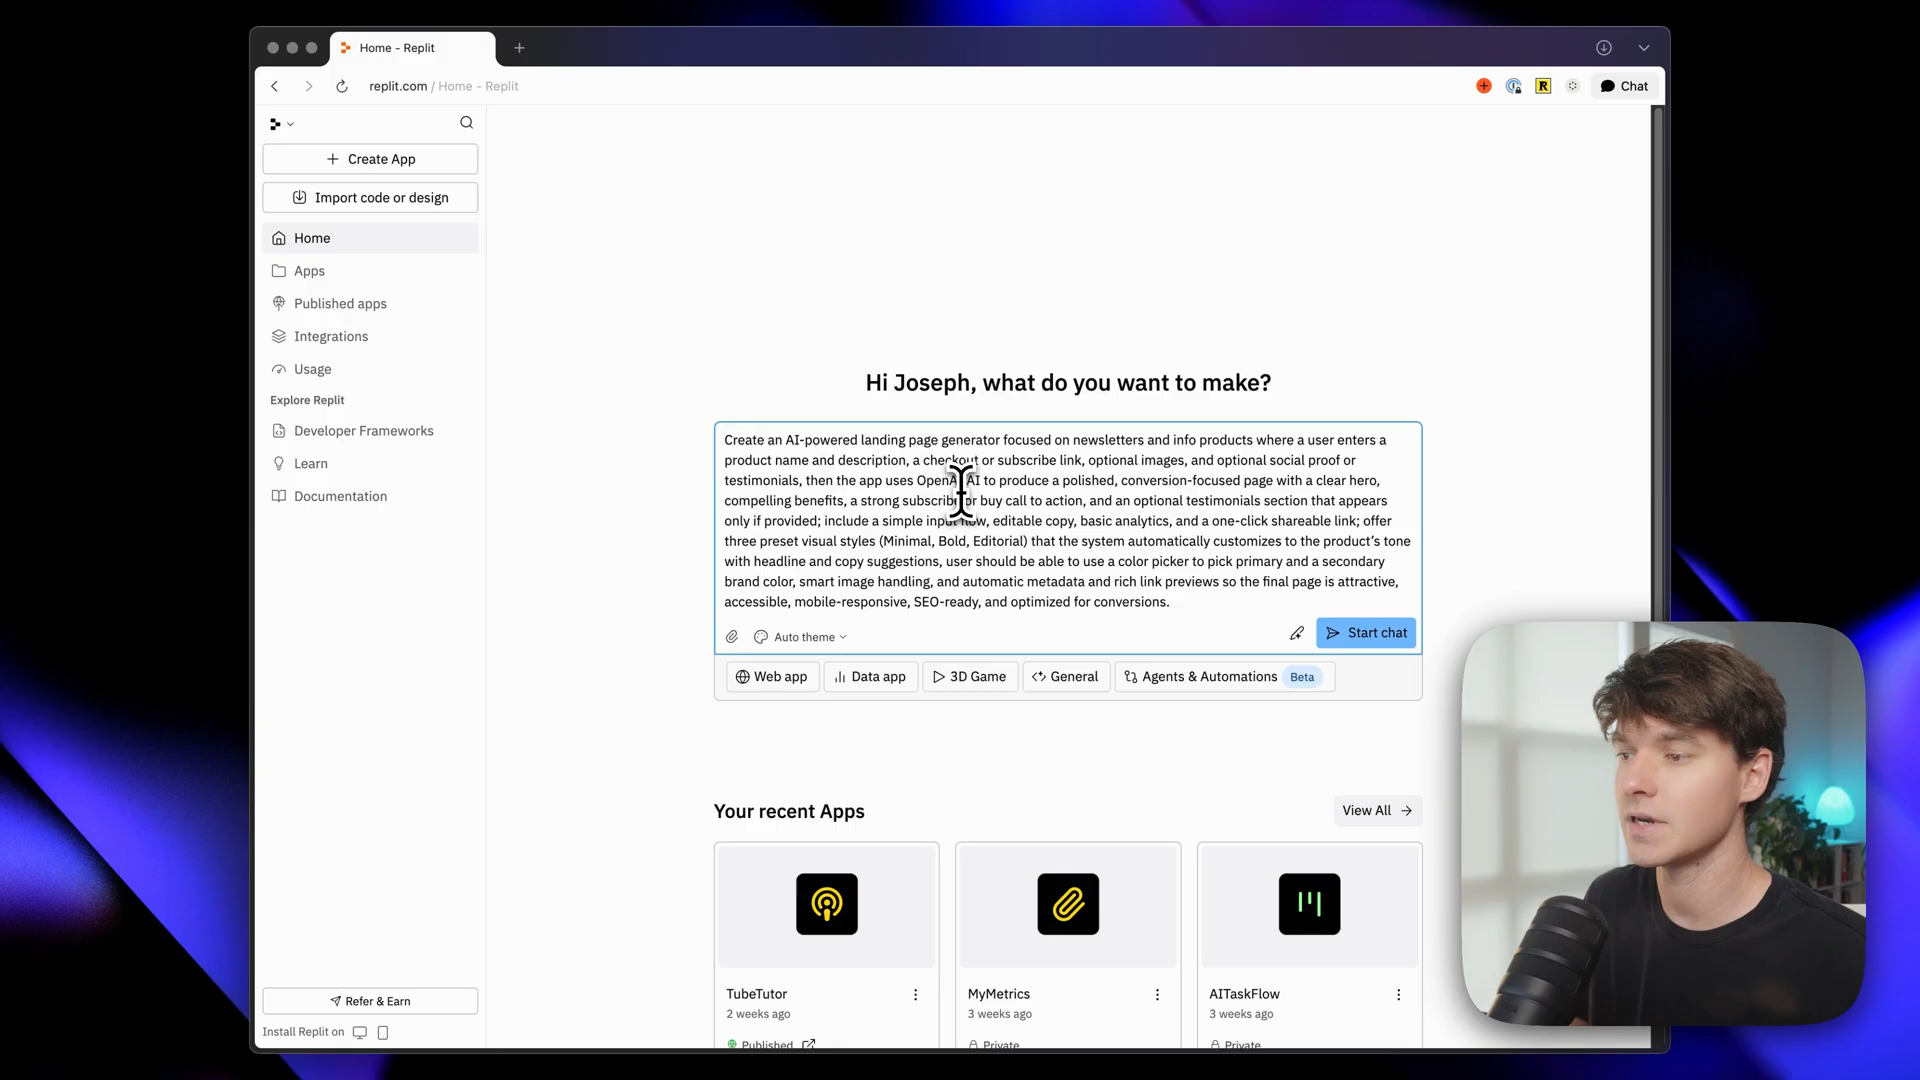 Home - Replit
replit.com / Home - Replit
R
Chat
Create App
Import code or design
Home
Apps
Published apps
Integrations
Usage
Explore Replit
Developer Frameworks
Learn
Documentation
Refer & Earn
Install Replit on
Hi Joseph, what do you want to make?
Create an AI-powered landing page generator focused on newsletters and info products where a user enters a
product name and description, a checkout or subscribe link, optional images, and optional social proof or
testimonials, then the app uses OpenAI AI to produce a polished, conversion-focused page with a clear hero,
compelling benefits, a strong subscribe or buy call to action, and an optional testimonials section that appears
only if provided; include a simple input flow, editable copy, basic analytics, and a one-click shareable link; offer
three preset visual styles (Minimal, Bold, Editorial) that the system automatically customizes to the product's tone
with headline and copy suggestions, user should be able to use a color picker to pick primary and a secondary
brand color, smart image handling, and automatic metadata and rich link previews so the final page is attractive,
accessible, mobile-responsive, SEO-ready, and optimized for conversions.
Auto theme
Start chat
Web app
Data app
3D Game
General
Agents & Automations Beta
Your recent Apps
View All
TubeTutor
2 weeks ago
Published
MyMetrics
3 weeks ago
Private
AITaskFlow
3 weeks ago
Private